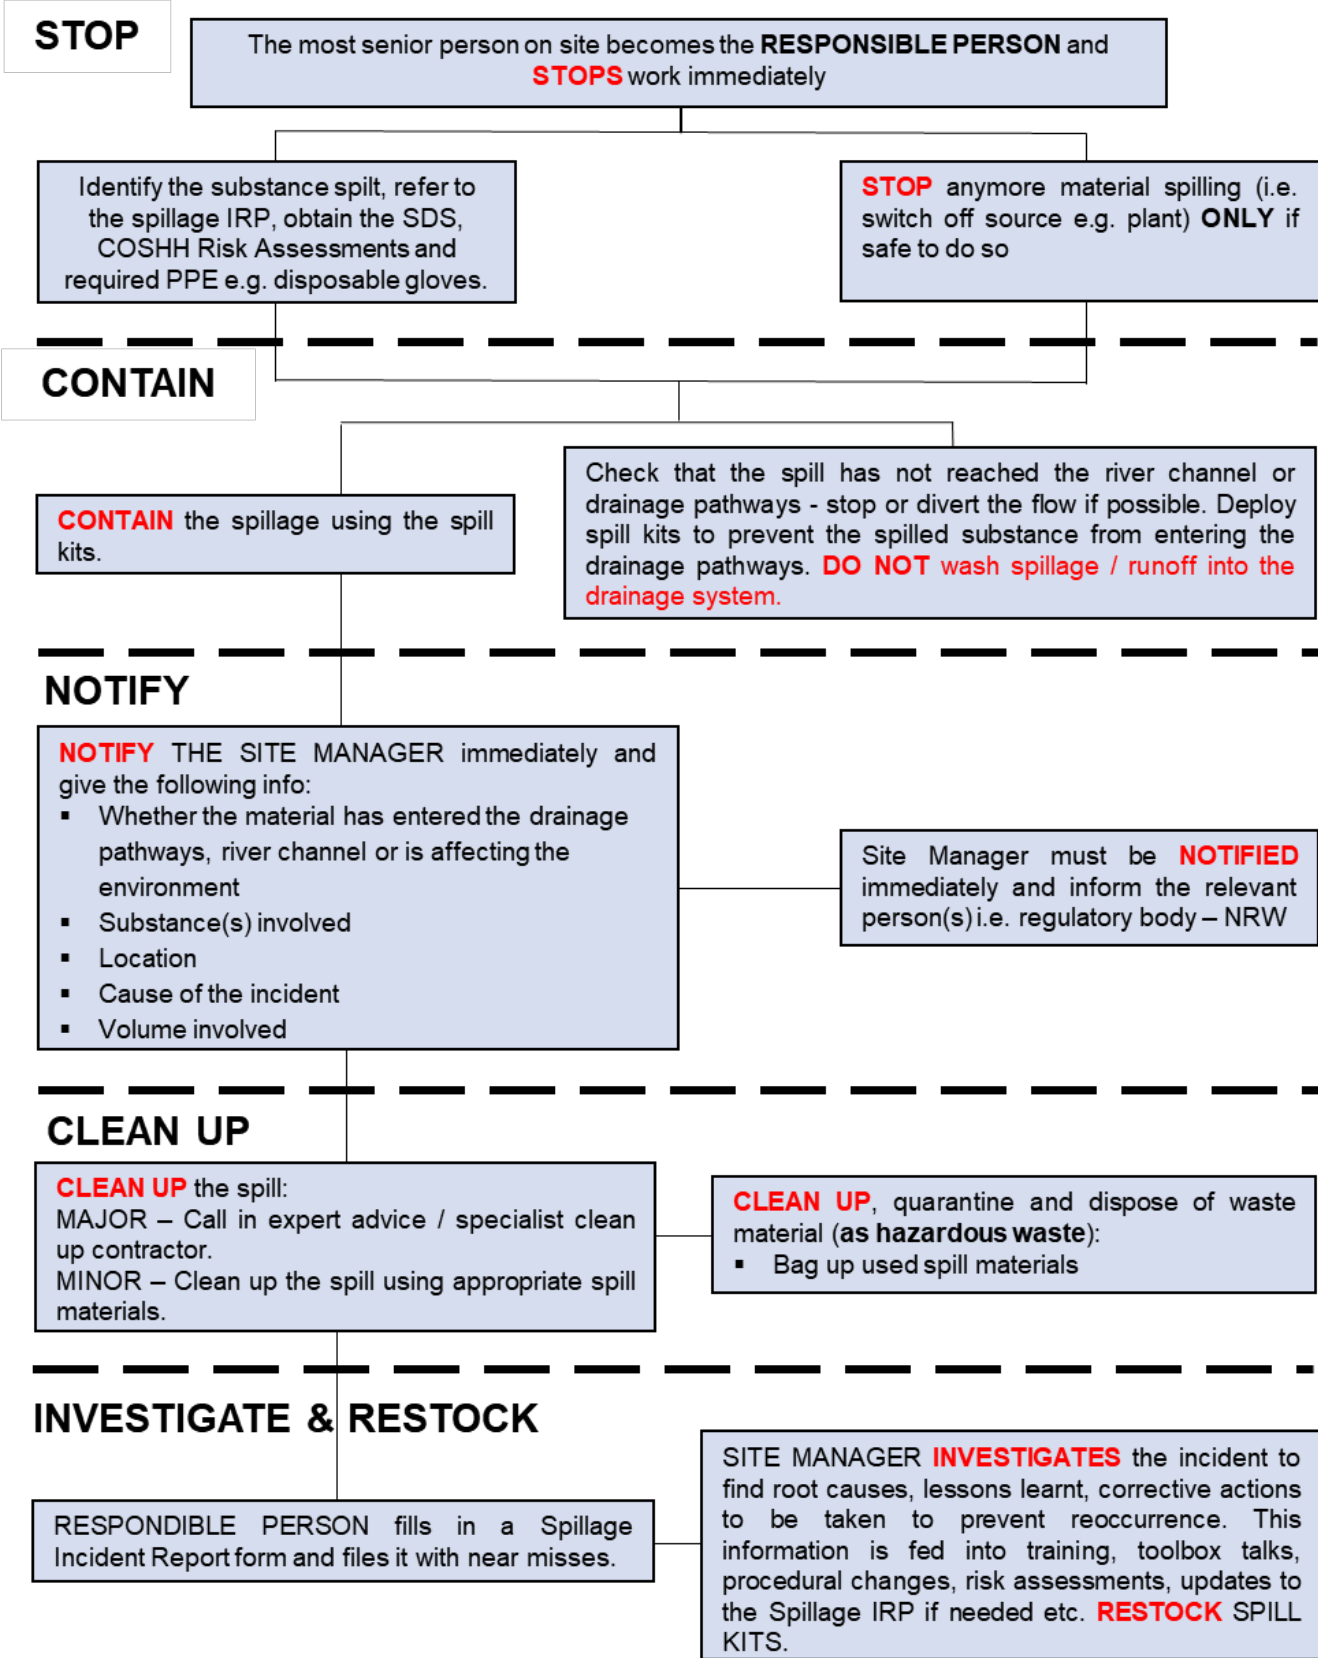 STOP
The most senior person on site becomes the RESPONSIBLE PERSON and
STOPS work immediately
Identify the substance spilt, refer to
the spillage IRP, obtain the SDS,
COSHH Risk Assessments and
required PPE e.g. disposable gloves.
STOP anymore material spilling (i.e.
switch off source e.g. plant) ONLY if
safe to do so
CONTAIN
CONTAIN the spillage using the spill
kits.
Check that the spill has not reached the river channel or
drainage pathways - stop or divert the flow if possible. Deploy
spill kits to prevent the spilled substance from entering the
drainage pathways. DO NOT wash spillage / runoff into the
drainage system.
NOTIFY
NOTIFY THE SITE MANAGER immediately and
give the following info:
▪ Whether the material has entered the drainage
pathways, river channel or is affecting the
environment
▪ Substance(s) involved
▪ Location
▪ Cause of the incident
▪ Volume involved
Site Manager must be NOTIFIED
immediately and inform the relevant
person(s) i.e. regulatory body – NRW
CLEAN UP
CLEAN UP the spill:
MAJOR – Call in expert advice / specialist clean
up contractor.
MINOR – Clean up the spill using appropriate spill
materials.
CLEAN UP, quarantine and dispose of waste
material (as hazardous waste):
▪ Bag up used spill materials
INVESTIGATE & RESTOCK
RESPONDIBLE PERSON fills in a Spillage
Incident Report form and files it with near misses.
SITE MANAGER INVESTIGATES the incident to
find root causes, lessons learnt, corrective actions
to be taken to prevent reoccurrence. This
information is fed into training, toolbox talks,
procedural changes, risk assessments, updates to
the Spillage IRP if needed etc. RESTOCK SPILL
KITS.